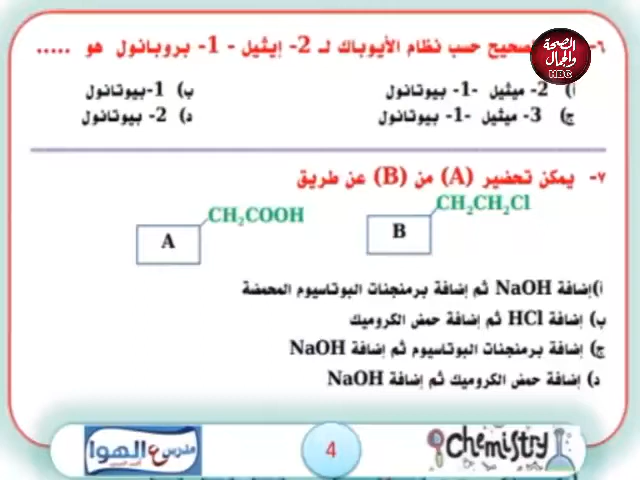 ٦- صحيح حسب نظام الأيوباك لـ 2- إيثيل - 1- بروبانول هو .....
الصحة والجمال
HBC
أ) 2- ميثيل -1- بيوتانول
ب) 1-بيوتانول
ج) 3- ميثيل -1- بيوتانول
د) 2- بيوتانول
٧- يمكن تحضير (A) من (B) عن طريق
CH₂COOH
A
CH₂CH₂Cl
B
أ)إضافة NaOH ثم إضافة برمنجنات البوتاسيوم المحمضة
ب) إضافة HCl ثم إضافة حمض الكروميك
ج) إضافة برمنجنات البوتاسيوم ثم إضافة NaOH
د) إضافة حمض الكروميك ثم إضافة NaOH
مدرس ع الهوا
4
Chemistry